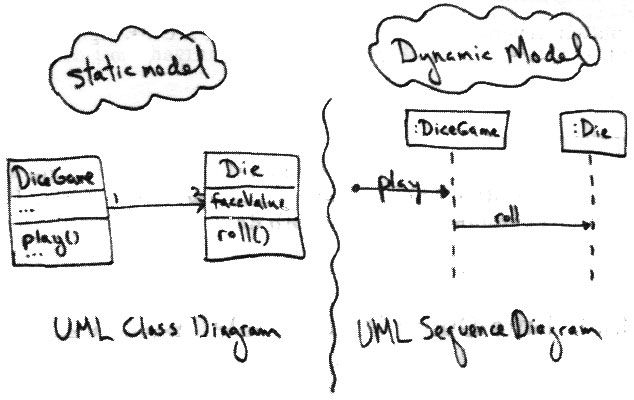 Static model
DiceGame
...
play()
...
1
2
Die
faceValue
roll()
UML Class Diagram
Dynamic Model
:DiceGame
:Die
play
roll
UML Sequence Diagram